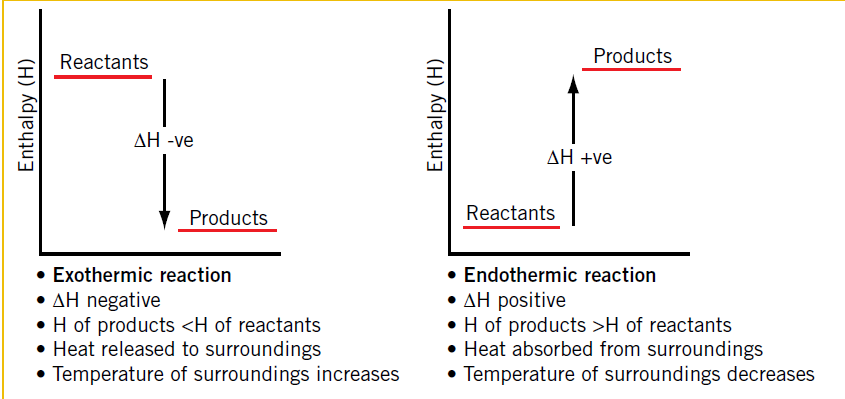 Enthalpy (H)
Reactants
ΔH -ve
Products
• Exothermic reaction
• ΔH negative
• H of products <H of reactants
• Heat released to surroundings
• Temperature of surroundings increases
Enthalpy (H)
Products
ΔH +ve
Reactants
• Endothermic reaction
• ΔH positive
• H of products >H of reactants
• Heat absorbed from surroundings
• Temperature of surroundings decreases